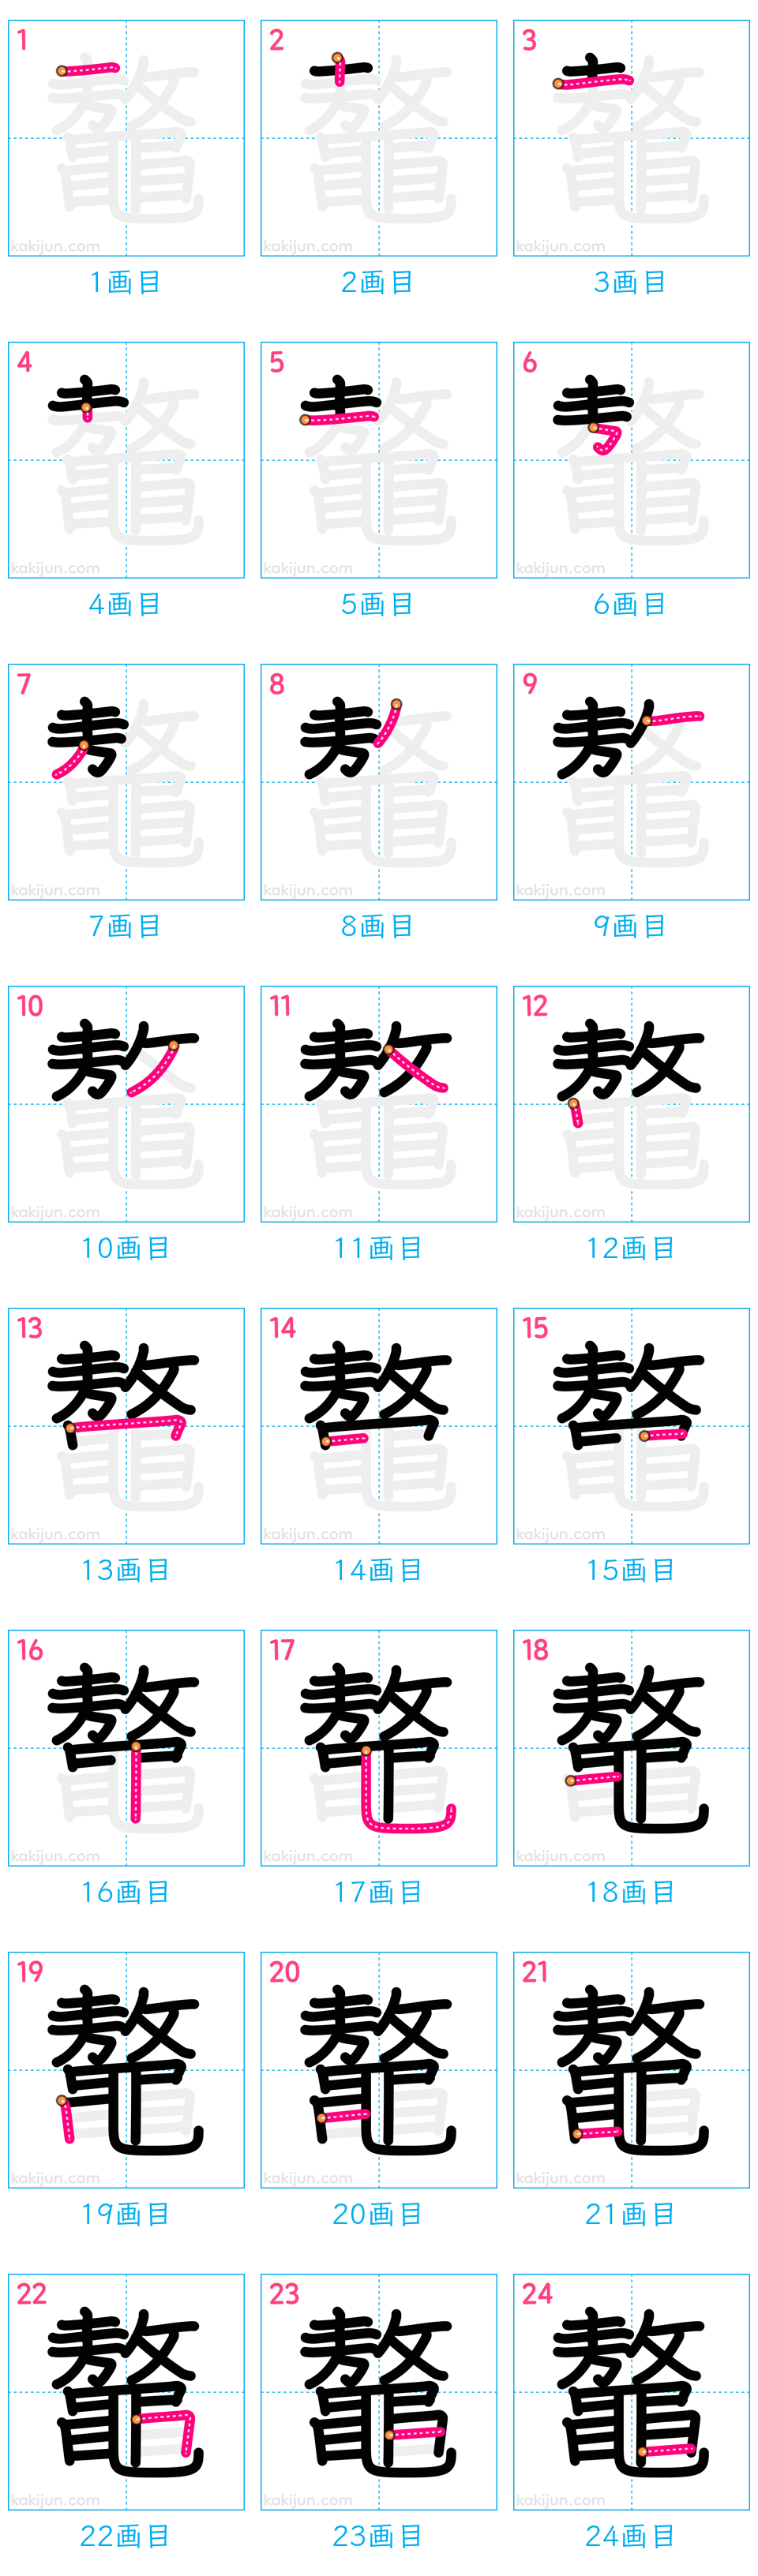 1 2 3
kakijun.com kakijun.com kakijun.com
1画目 2画目 3画目
4 5 6
kakijun.com kakijun.com kakijun.com
4画目 5画目 6画目
7 8 9
kakijun.com kakijun.com kakijun.com
7画目 8画目 9画目
10 11 12
kakijun.com kakijun.com kakijun.com
10画目 11画目 12画目
13 14 15
kakijun.com kakijun.com kakijun.com
13画目 14画目 15画目
16 17 18
kakijun.com kakijun.com kakijun.com
16画目 17画目 18画目
19 20 21
kakijun.com kakijun.com kakijun.com
19画目 20画目 21画目
22 23 24
鼇
kakijun.com kakijun.com kakijun.com
22画目 23画目 24画目